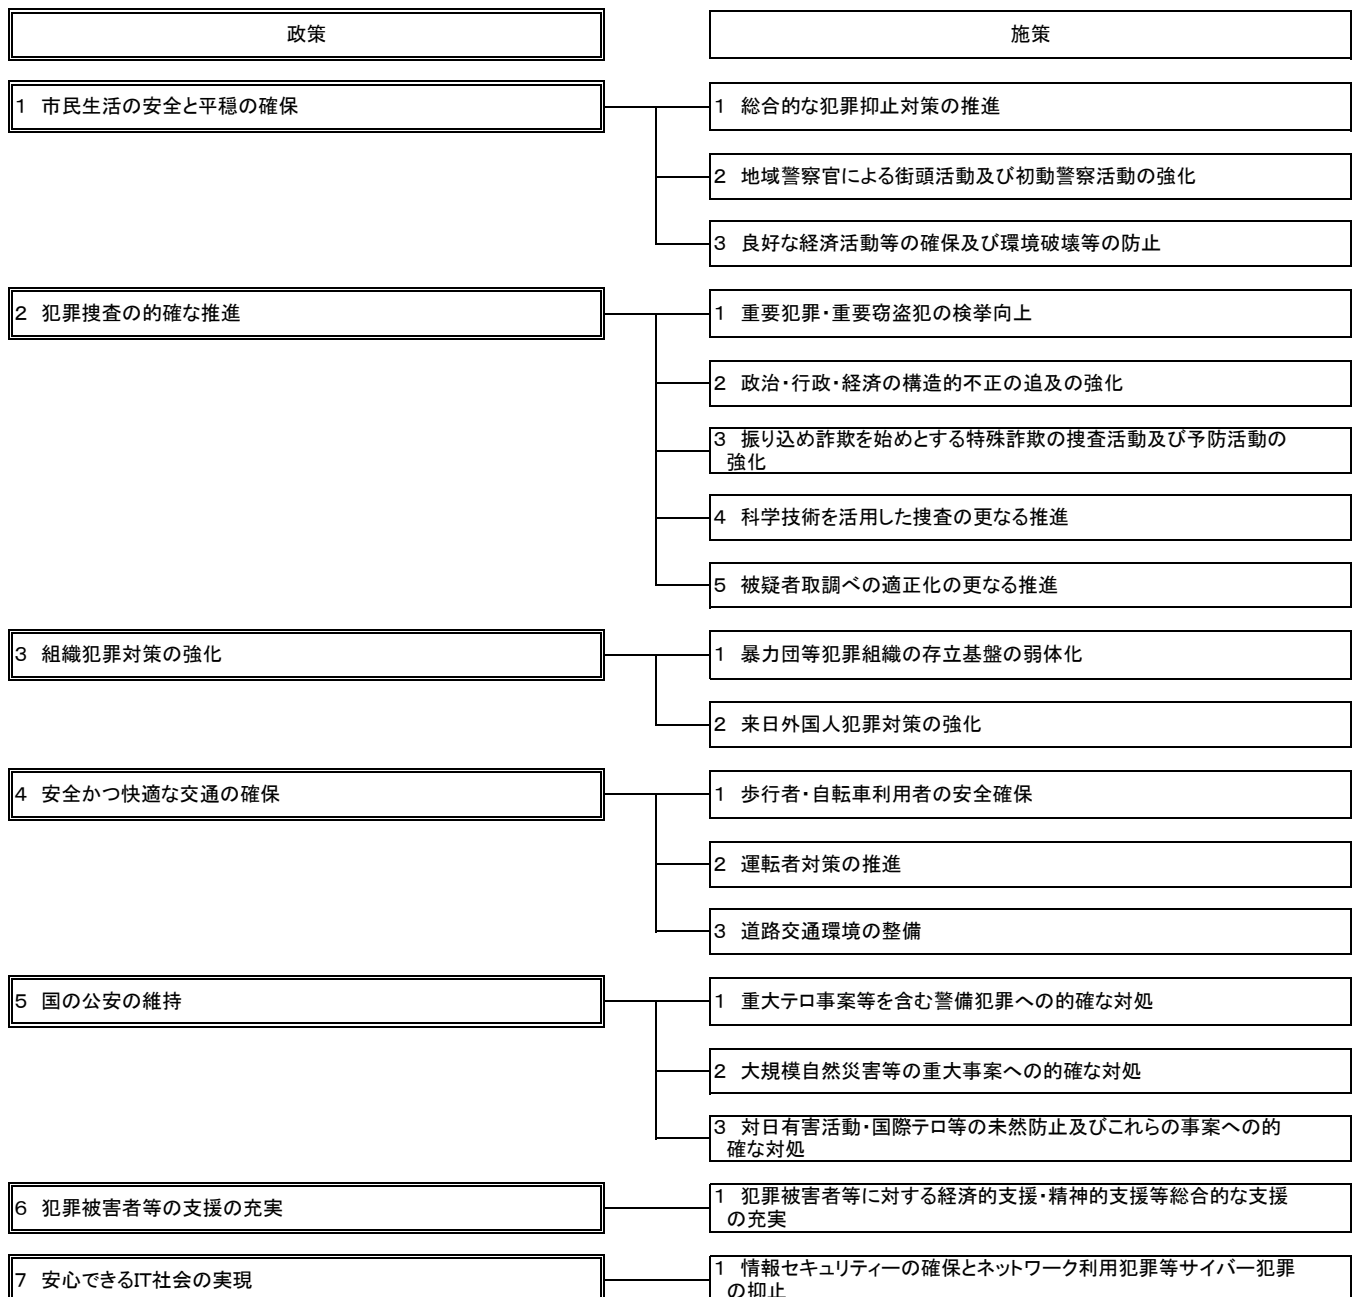 政策
施策
1 市民生活の安全と平穏の確保
1 総合的な犯罪抑止対策の推進
2 地域警察官による街頭活動及び初動警察活動の強化
3 良好な経済活動等の確保及び環境破壊等の防止
2 犯罪捜査の的確な推進
1 重要犯罪・重要窃盗犯の検挙向上
2 政治・行政・経済の構造的不正の追及の強化
3 振り込め詐欺を始めとする特殊詐欺の捜査活動及び予防活動の
強化
4 科学技術を活用した捜査の更なる推進
5 被疑者取調べの適正化の更なる推進
3 組織犯罪対策の強化
1 暴力団等犯罪組織の存立基盤の弱体化
2 来日外国人犯罪対策の強化
4 安全かつ快適な交通の確保
1 歩行者・自転車利用者の安全確保
2 運転者対策の推進
3 道路交通環境の整備
5 国の公安の維持
1 重大テロ事案等を含む警備犯罪への的確な対処
2 大規模自然災害等の重大事案への的確な対処
3 対日有害活動・国際テロ等の未然防止及びこれらの事案への的
確な対処
6 犯罪被害者等の支援の充実
1 犯罪被害者等に対する経済的支援・精神的支援等総合的な支援
の充実
7 安心できるIT社会の実現
1 情報セキュリティーの確保とネットワーク利用犯罪等サイバー犯罪
の抑止